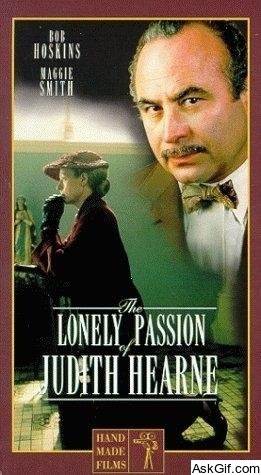 BOB
HOSKINS
MAGGIE
SMITH
The
LONELY PASSION
of
JUDITH HEARNE
HAND
MADE
FILMS
AskGif.com